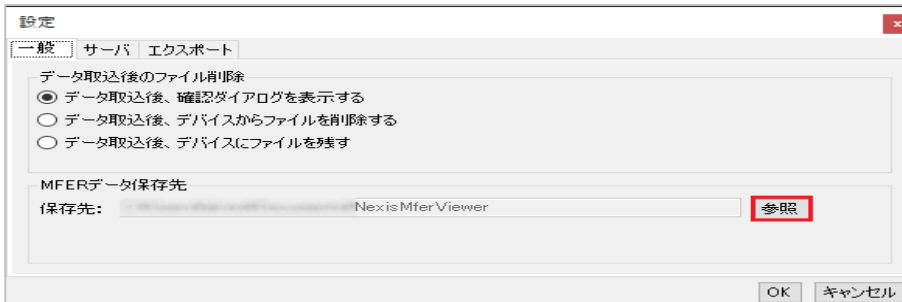 設定
一般 サーバ エクスポート
データ取込後のファイル削除
データ取込後、確認ダイアログを表示する
データ取込後、デバイスからファイルを削除する
データ取込後、デバイスにファイルを残す
MFERデータ保存先
保存先: NexisMferViewer 参照
OK キャンセル